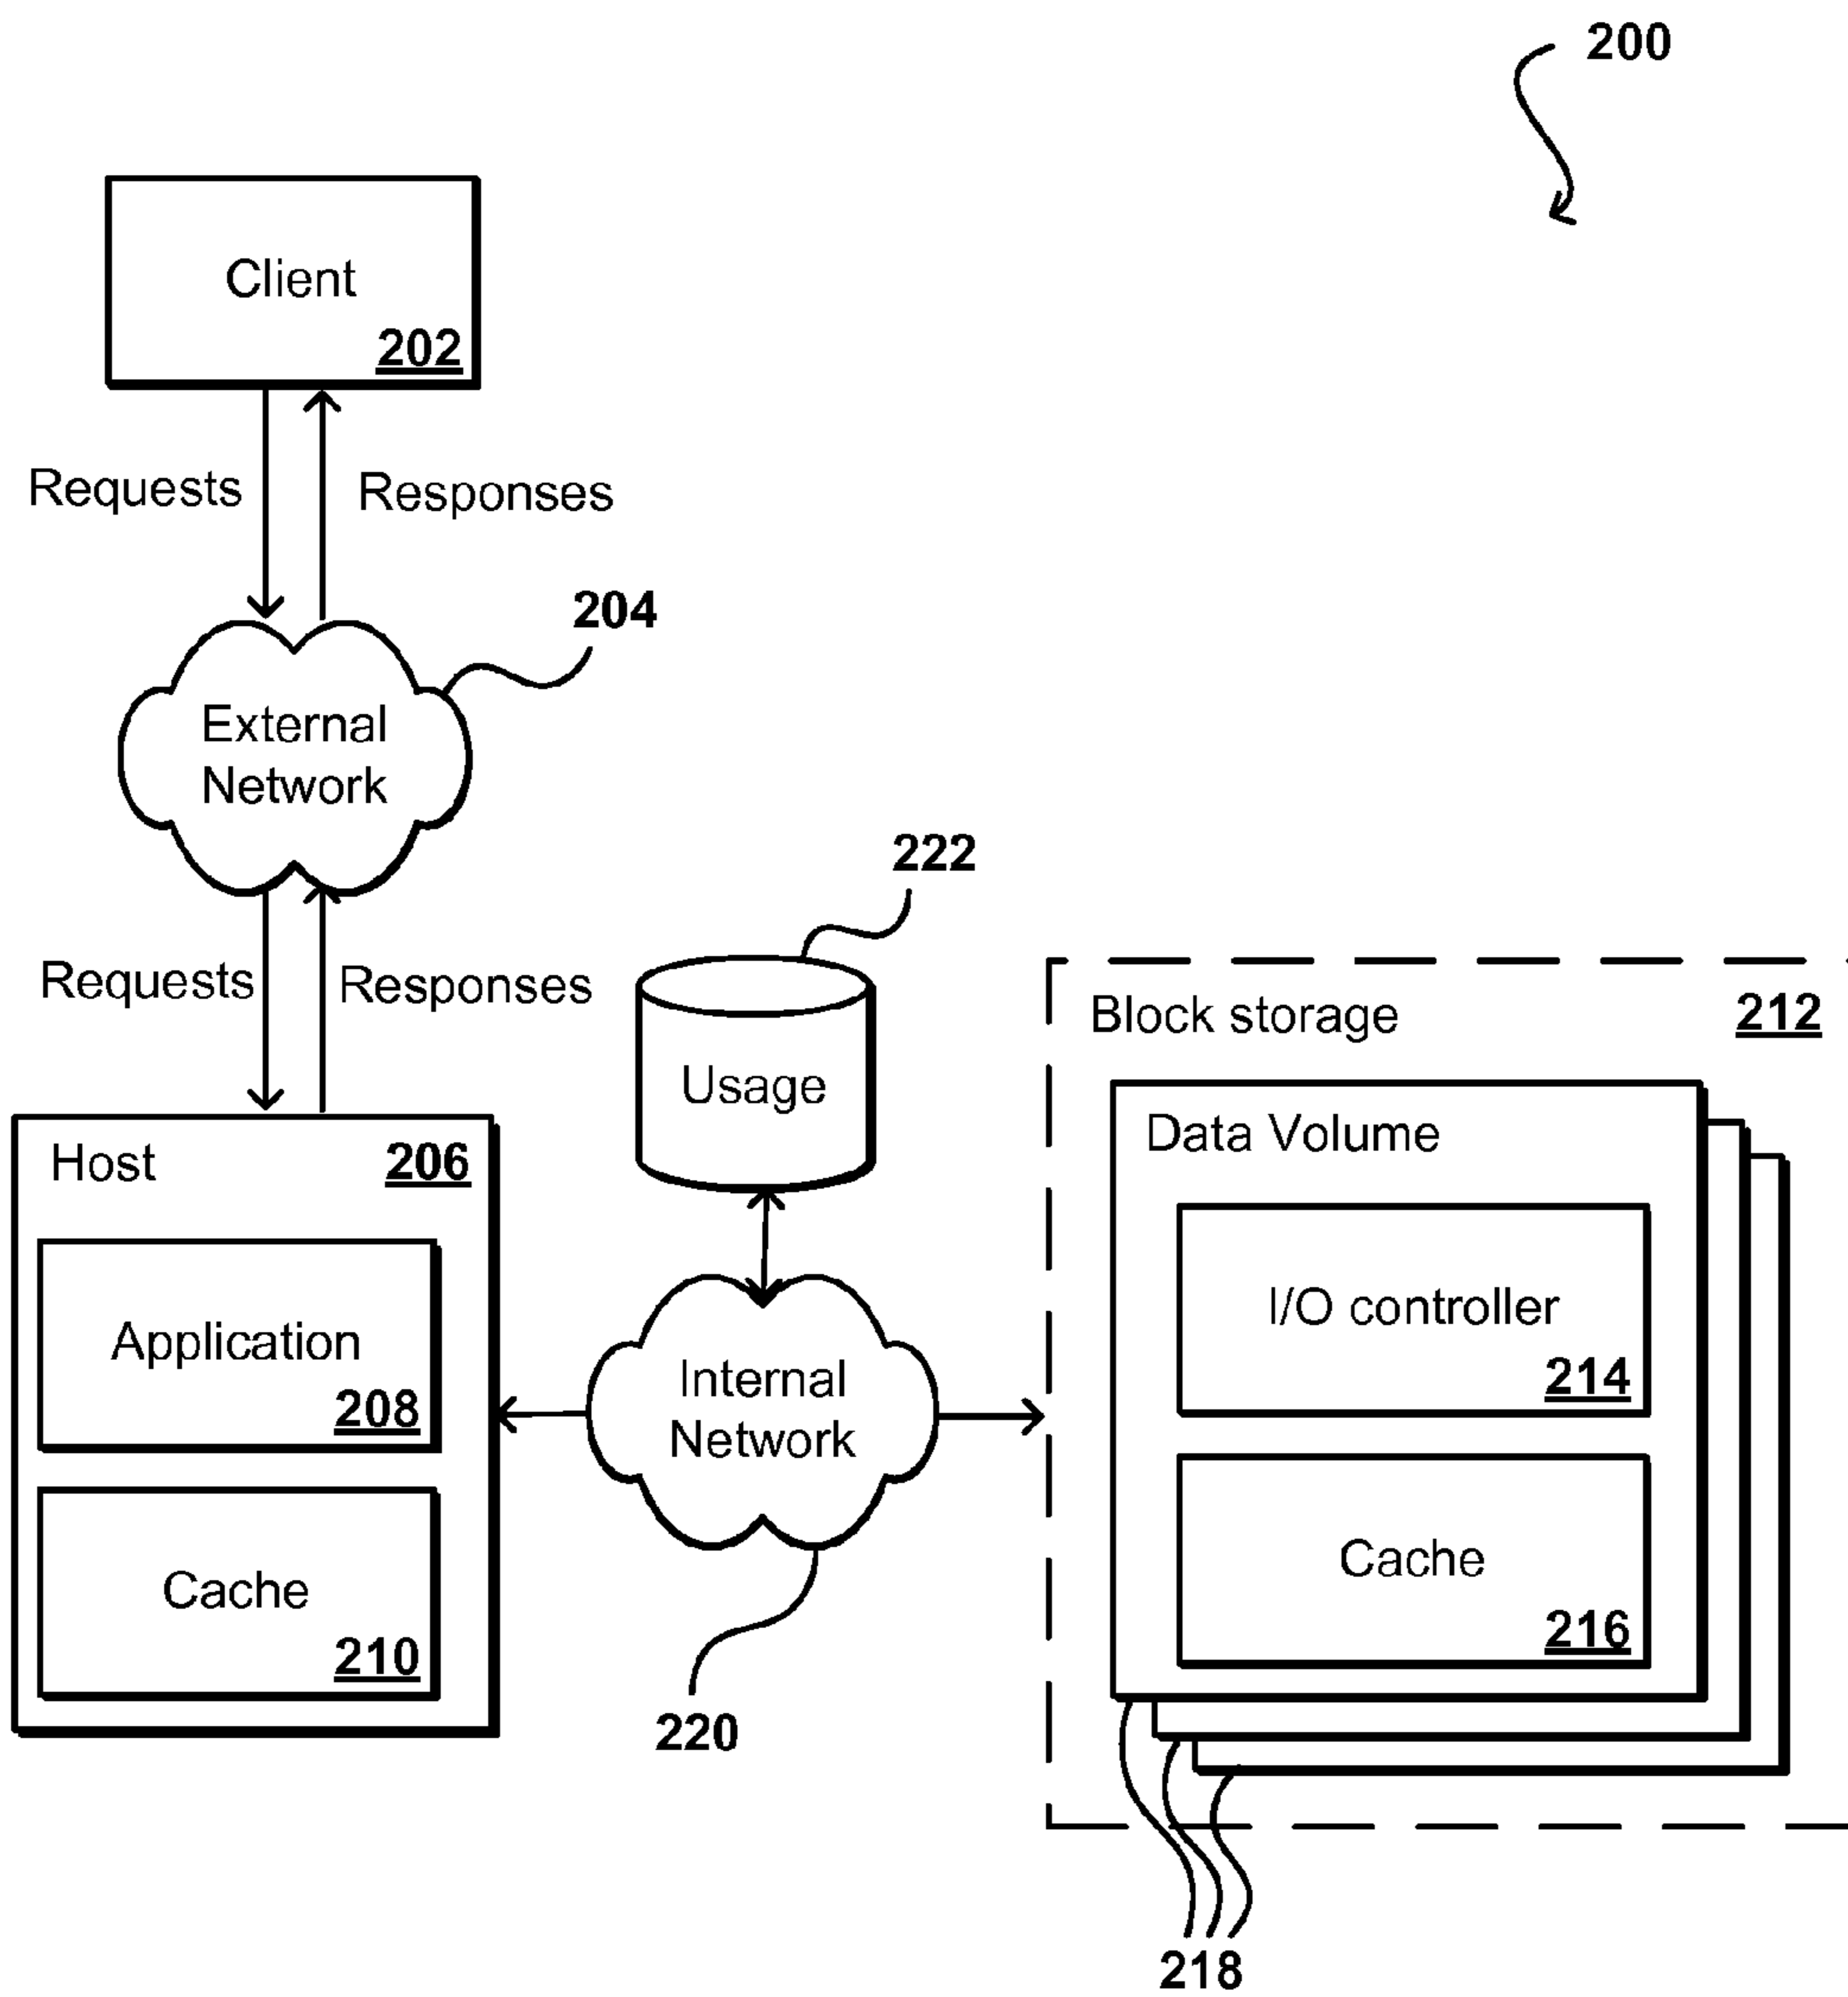 200
Client
202
Requests
Responses
204
External
Network
222
Requests
Responses
Block storage
212
Usage
Data Volume
Host
206
I/O controller
214
Application
208
Internal
Network
Cache
216
Cache
210
220
218